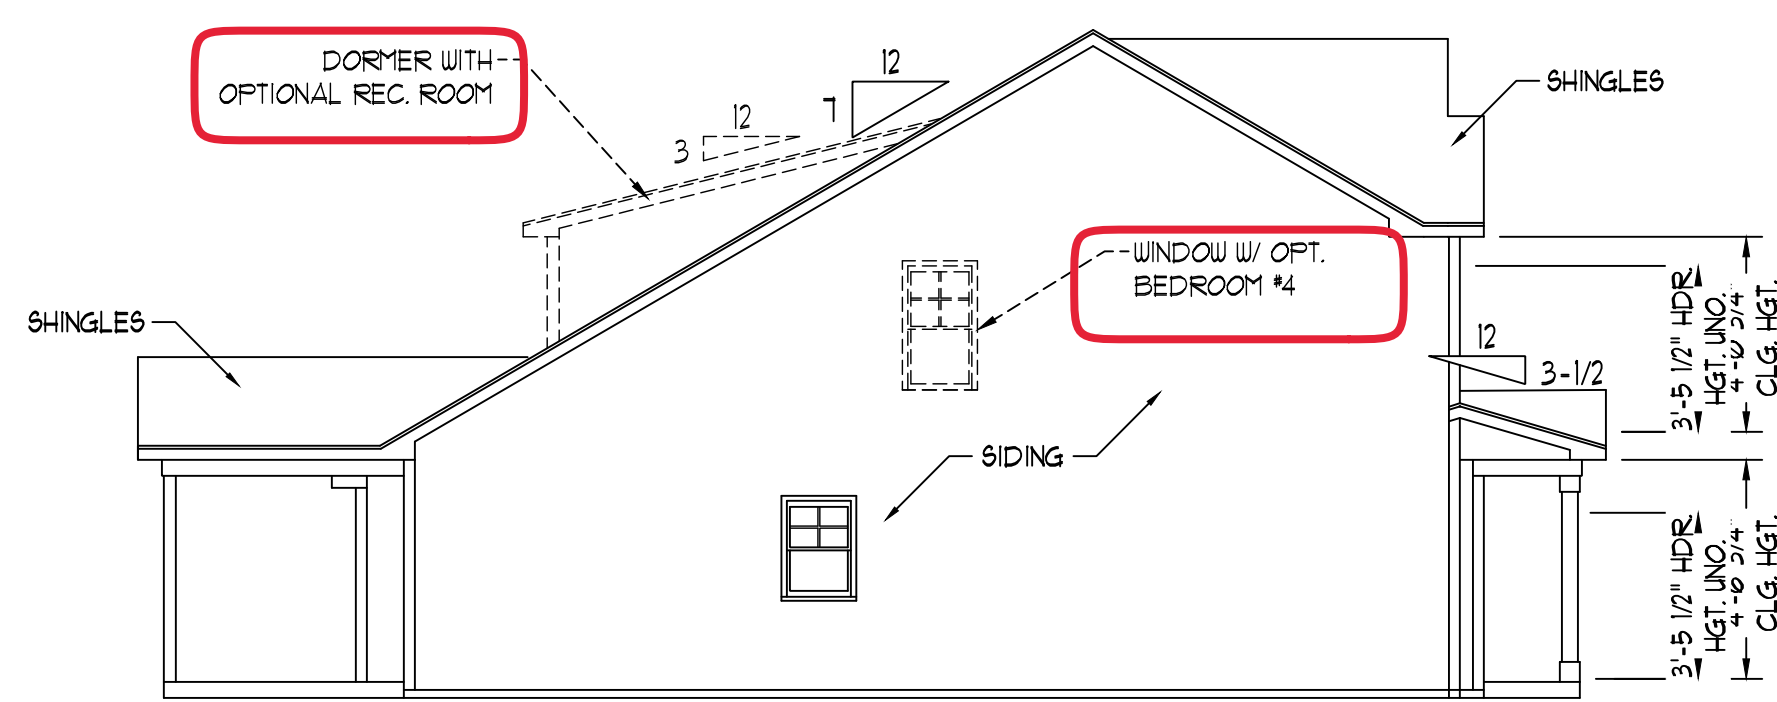 DORMER WITH
OPTIONAL REC. ROOM
12
7
12
3
SHINGLES
SHINGLES
WINDOW W/ OPT.
BEDROOM #4
12
3-1/2
SIDING
3'-5 1/2" HDR.
HGT. UNO.
CLG. HGT.
3'-5 1/2" HDR.
HGT. UNO.
CLG. HGT.